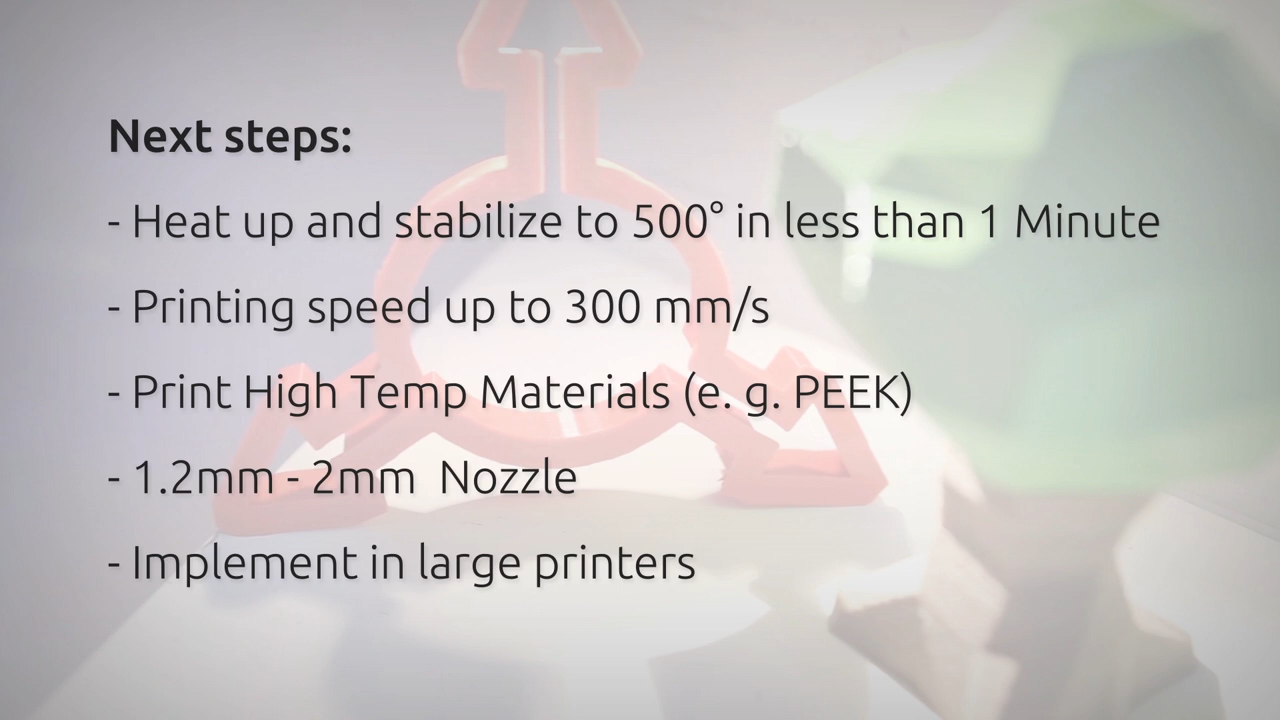 Next steps:
- Heat up and stabilize to 500° in less than 1 Minute
- Printing speed up to 300 mm/s
- Print High Temp Materials (e. g. PEEK)
- 1.2mm - 2mm  Nozzle
- Implement in large printers